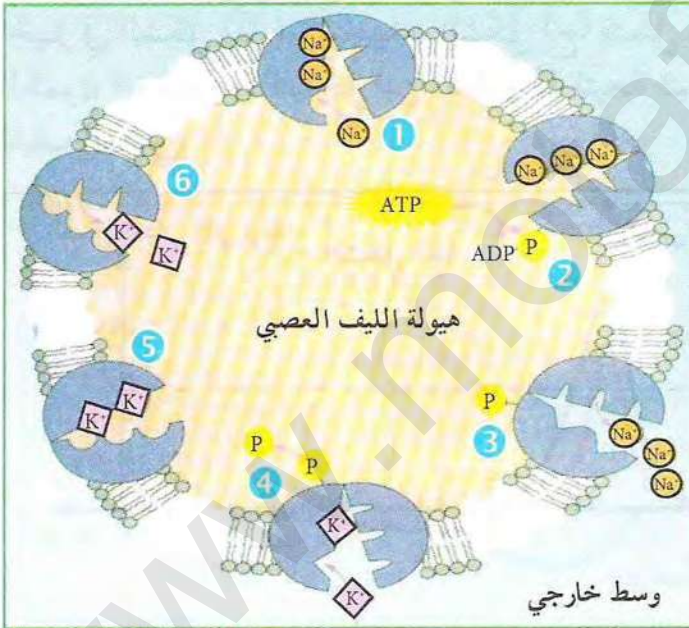 Na⁺
Na⁺
Na⁺
1
Na⁺ Na⁺ Na⁺
ATP
ADP P
2
6
K⁺
K⁺
هيولة الليف العصبي
5
K⁺ K⁺
P
3
Na⁺
Na⁺
Na⁺
P
P
4
K⁺
K⁺
وسط خارجي